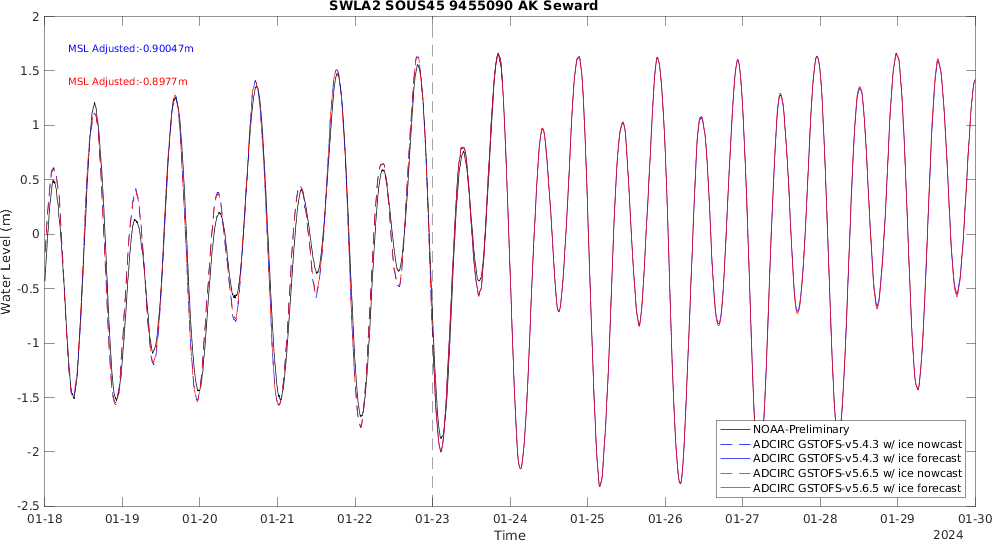 SWLA2 SOUS45 9455090 AK Seward
MSL Adjusted:-0.90047m
MSL Adjusted:-0.8977m
2
1.5
1
0.5
0
-0.5
-1
-1.5
-2
-2.5
Water Level (m)
NOAA-Preliminary
ADCIRC GSTOFS-v5.4.3 w/ ice nowcast
ADCIRC GSTOFS-v5.4.3 w/ ice forecast
ADCIRC GSTOFS-v5.6.5 w/ ice nowcast
ADCIRC GSTOFS-v5.6.5 w/ ice forecast
01-18 01-19 01-20 01-21 01-22 01-23 01-24 01-25 01-26 01-27 01-28 01-29 01-30
Time
2024